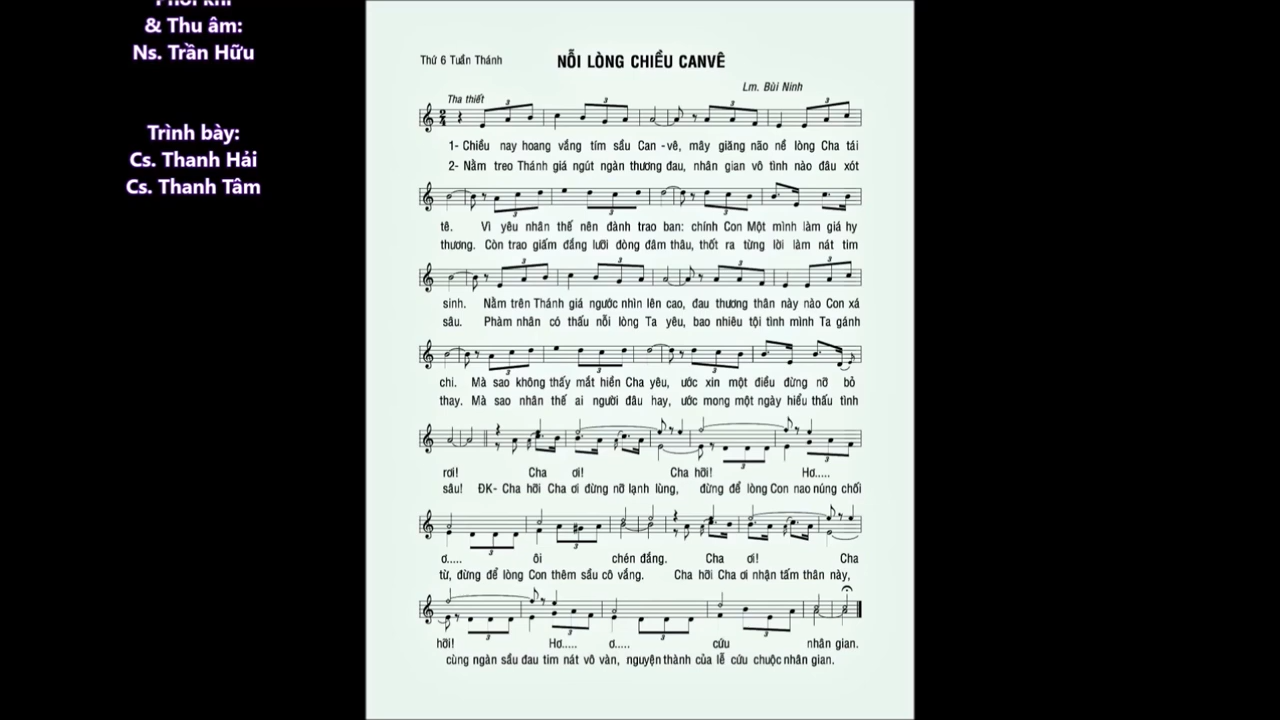 Phối khí
& Thu âm:
Ns. Trần Hữu
Trình bày:
Cs. Thanh Hải
Cs. Thanh Tâm
Thứ 6 Tuần Thánh
NỖI LÒNG CHIỀU CANVÊ
Lm. Bùi Ninh
Tha thiết
1- Chiều nay hoang vắng tím sầu Can -vê, mây giăng não nề lòng Cha tái
2- Nằm treo Thánh giá ngút ngàn thương đau, nhân gian vô tình nào đâu xót
tê. Vì yêu nhân thế nên đành trao ban: chính Con Một mình làm giá hy
thương. Còn trao giấm đắng lưỡi đòng đâm thâu, thốt ra từng lời làm nát tim
sinh. Nằm trên Thánh giá ngước nhìn lên cao, đau thương thân này nào Con xá
sâu. Phàm nhân có thấu nỗi lòng Ta yêu, bao nhiêu tội tình mình Ta gánh
chi. Mà sao không thấy mắt hiền Cha yêu, ước xin một điều đừng nỡ bỏ
thay. Mà sao nhân thế ai người đâu hay, ước mong một ngày hiểu thấu tình
rơi! Cha ơi! Cha hỡi! Hơ.....
sâu! ĐK- Cha hỡi Cha ơi đừng nỡ lạnh lùng, đừng để lòng Con nao núng chối
ơ..... ôi chén đắng. Cha ơi! Cha
từ, đừng để lòng Con thêm sầu cô vắng. Cha hỡi Cha ơi nhận tấm thân này,
hỡi! Hơ..... ơ..... cứu nhân gian.
cùng ngàn sầu đau tim nát vô vàn, nguyện thành của lễ cứu chuộc nhân gian.